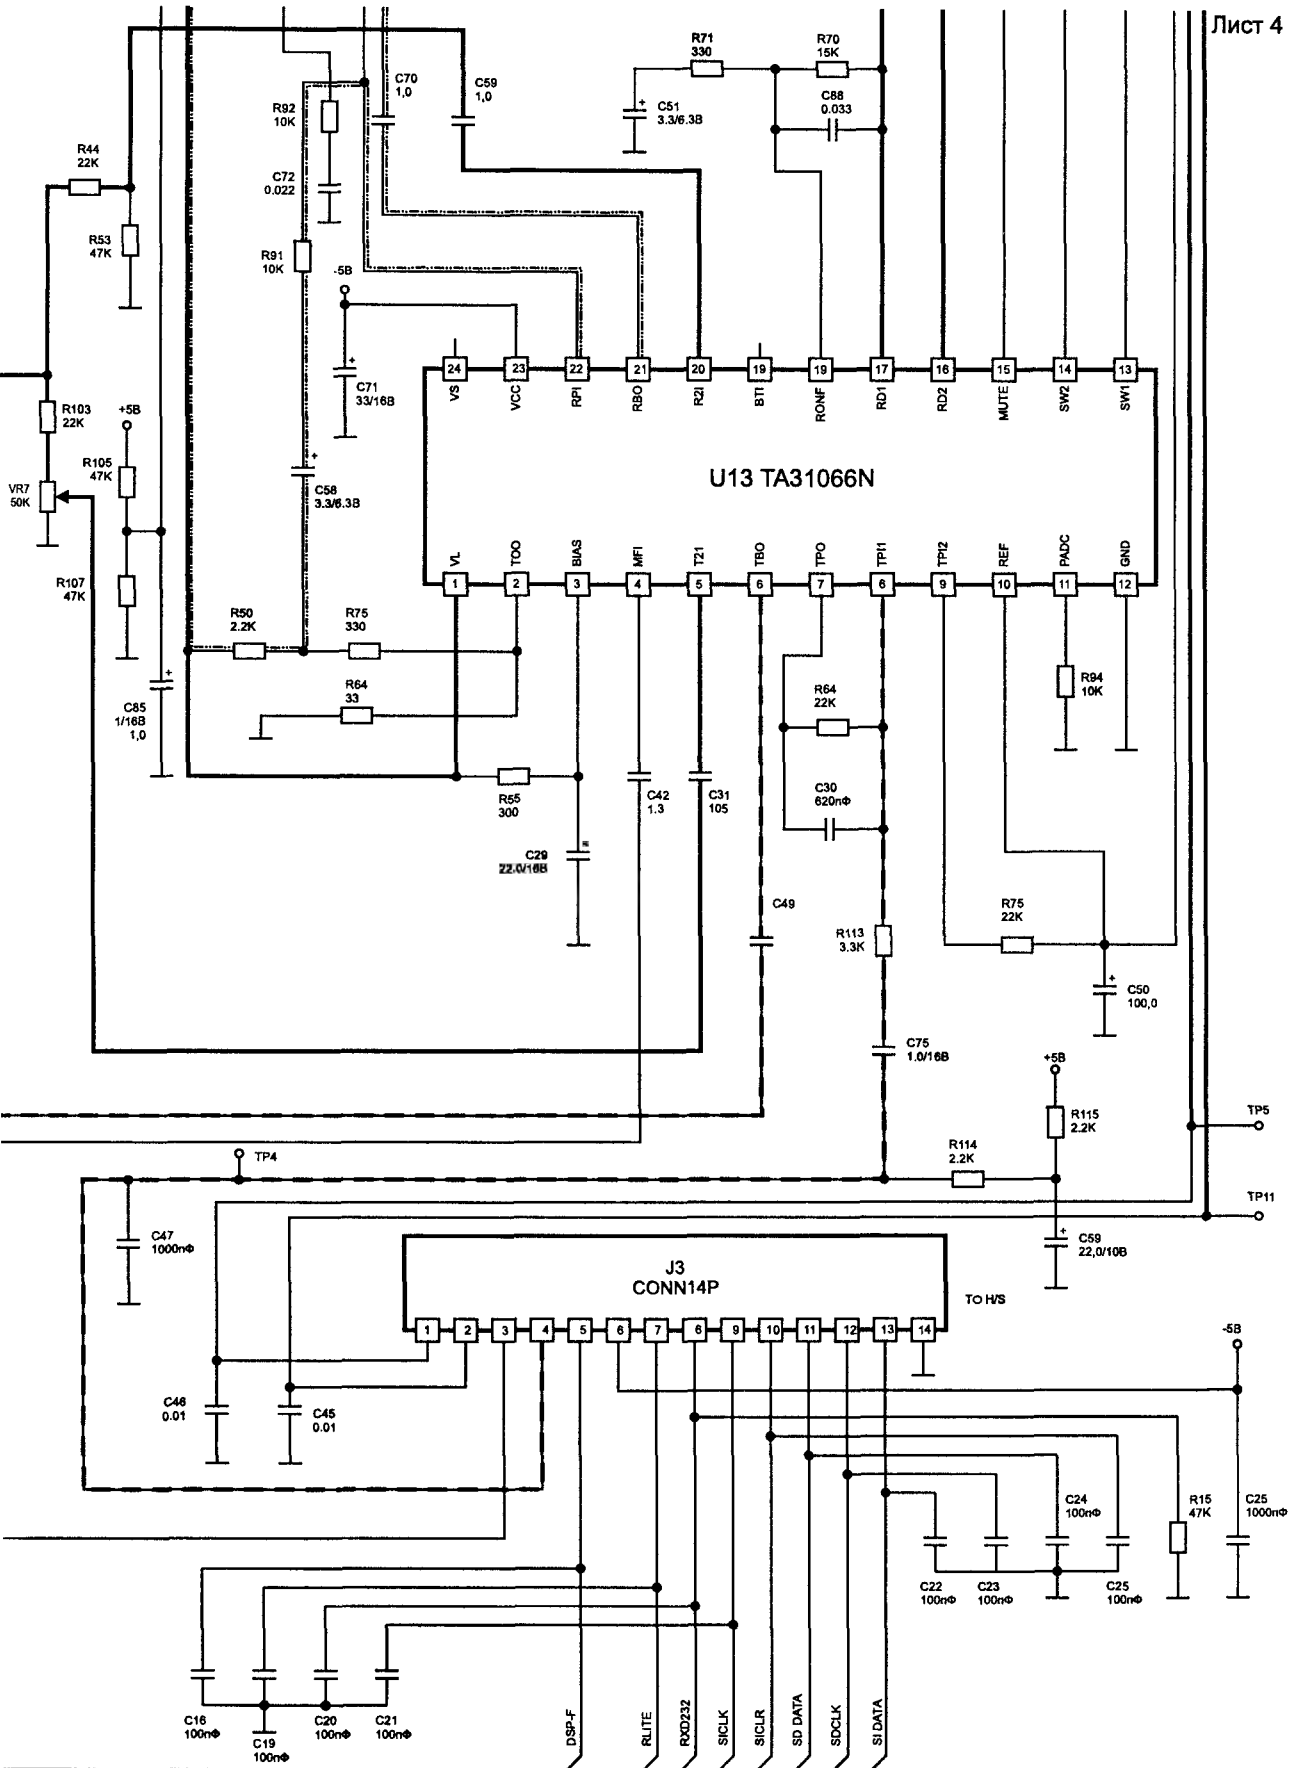 Лист 4
R71
330
R70
15K
C70
1,0
C59
1,0
C88
0.033
C51
3.3/6.3В
R92
10K
R44
22K
C72
0.022
R53
47K
R91
10K
-5В
C71
33/16В
24
23
22
21
20
19
19
17
16
15
14
13
VS
VCC
RPI
RBO
R2I
BTI
RONF
RD1
RD2
MUTE
SW2
SW1
R103
22K
+5В
R105
47K
VR7
50K
U13 TA31066N
C58
3.3/6.3В
VL
TOO
BIAS
MFI
T21
TBO
TPO
TPI1
TPI2
REF
PADC
GND
1
2
3
4
5
6
7
8
9
10
11
12
R107
47K
R50
2.2K
R75
330
R64
33
R64
22K
R94
10K
C85
1/16В
1,0
R55
300
C42
1.3
C31
105
C30
620пФ
C29
22.0/16В
C49
R113
3.3K
R75
22K
C50
100,0
C75
1.0/16В
+5В
R115
2.2K
TP5
TP4
R114
2.2K
TP11
C47
1000пФ
C59
22,0/10В
J3
CONN14P
TO H/S
1
2
3
4
5
6
7
8
9
10
11
12
13
14
-5В
C46
0.01
C45
0.01
C24
100пФ
R15
47K
C25
1000пФ
C22
100пФ
C23
100пФ
C25
100пФ
C16
100пФ
C19
100пФ
C20
100пФ
C21
100пФ
DSP-F
RLITE
RXD232
SICLK
SICLR
SD DATA
SDCLK
SI DATA